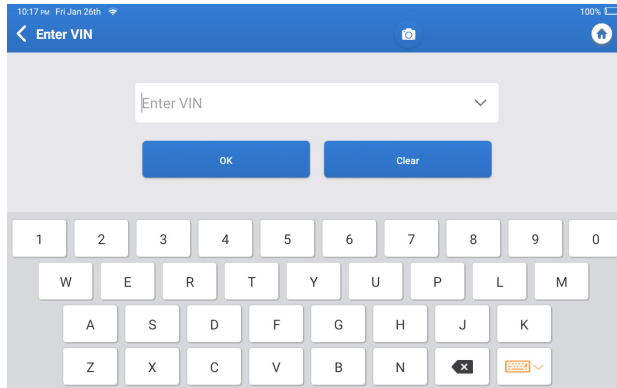 10:17 PM Fri Jan 26th 100%
Enter VIN
Enter VIN
OK Clear
1 2 3 4 5 6 7 8 9 0
W E R T Y U P L M
A S D F G H J K
Z X C V B N